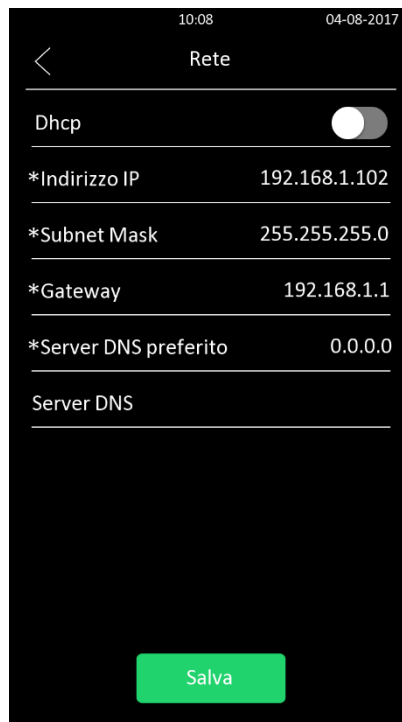 10:08 04-08-2017
Rete
Dhcp
*Indirizzo IP 192.168.1.102
*Subnet Mask 255.255.255.0
*Gateway 192.168.1.1
*Server DNS preferito 0.0.0.0
Server DNS
Salva